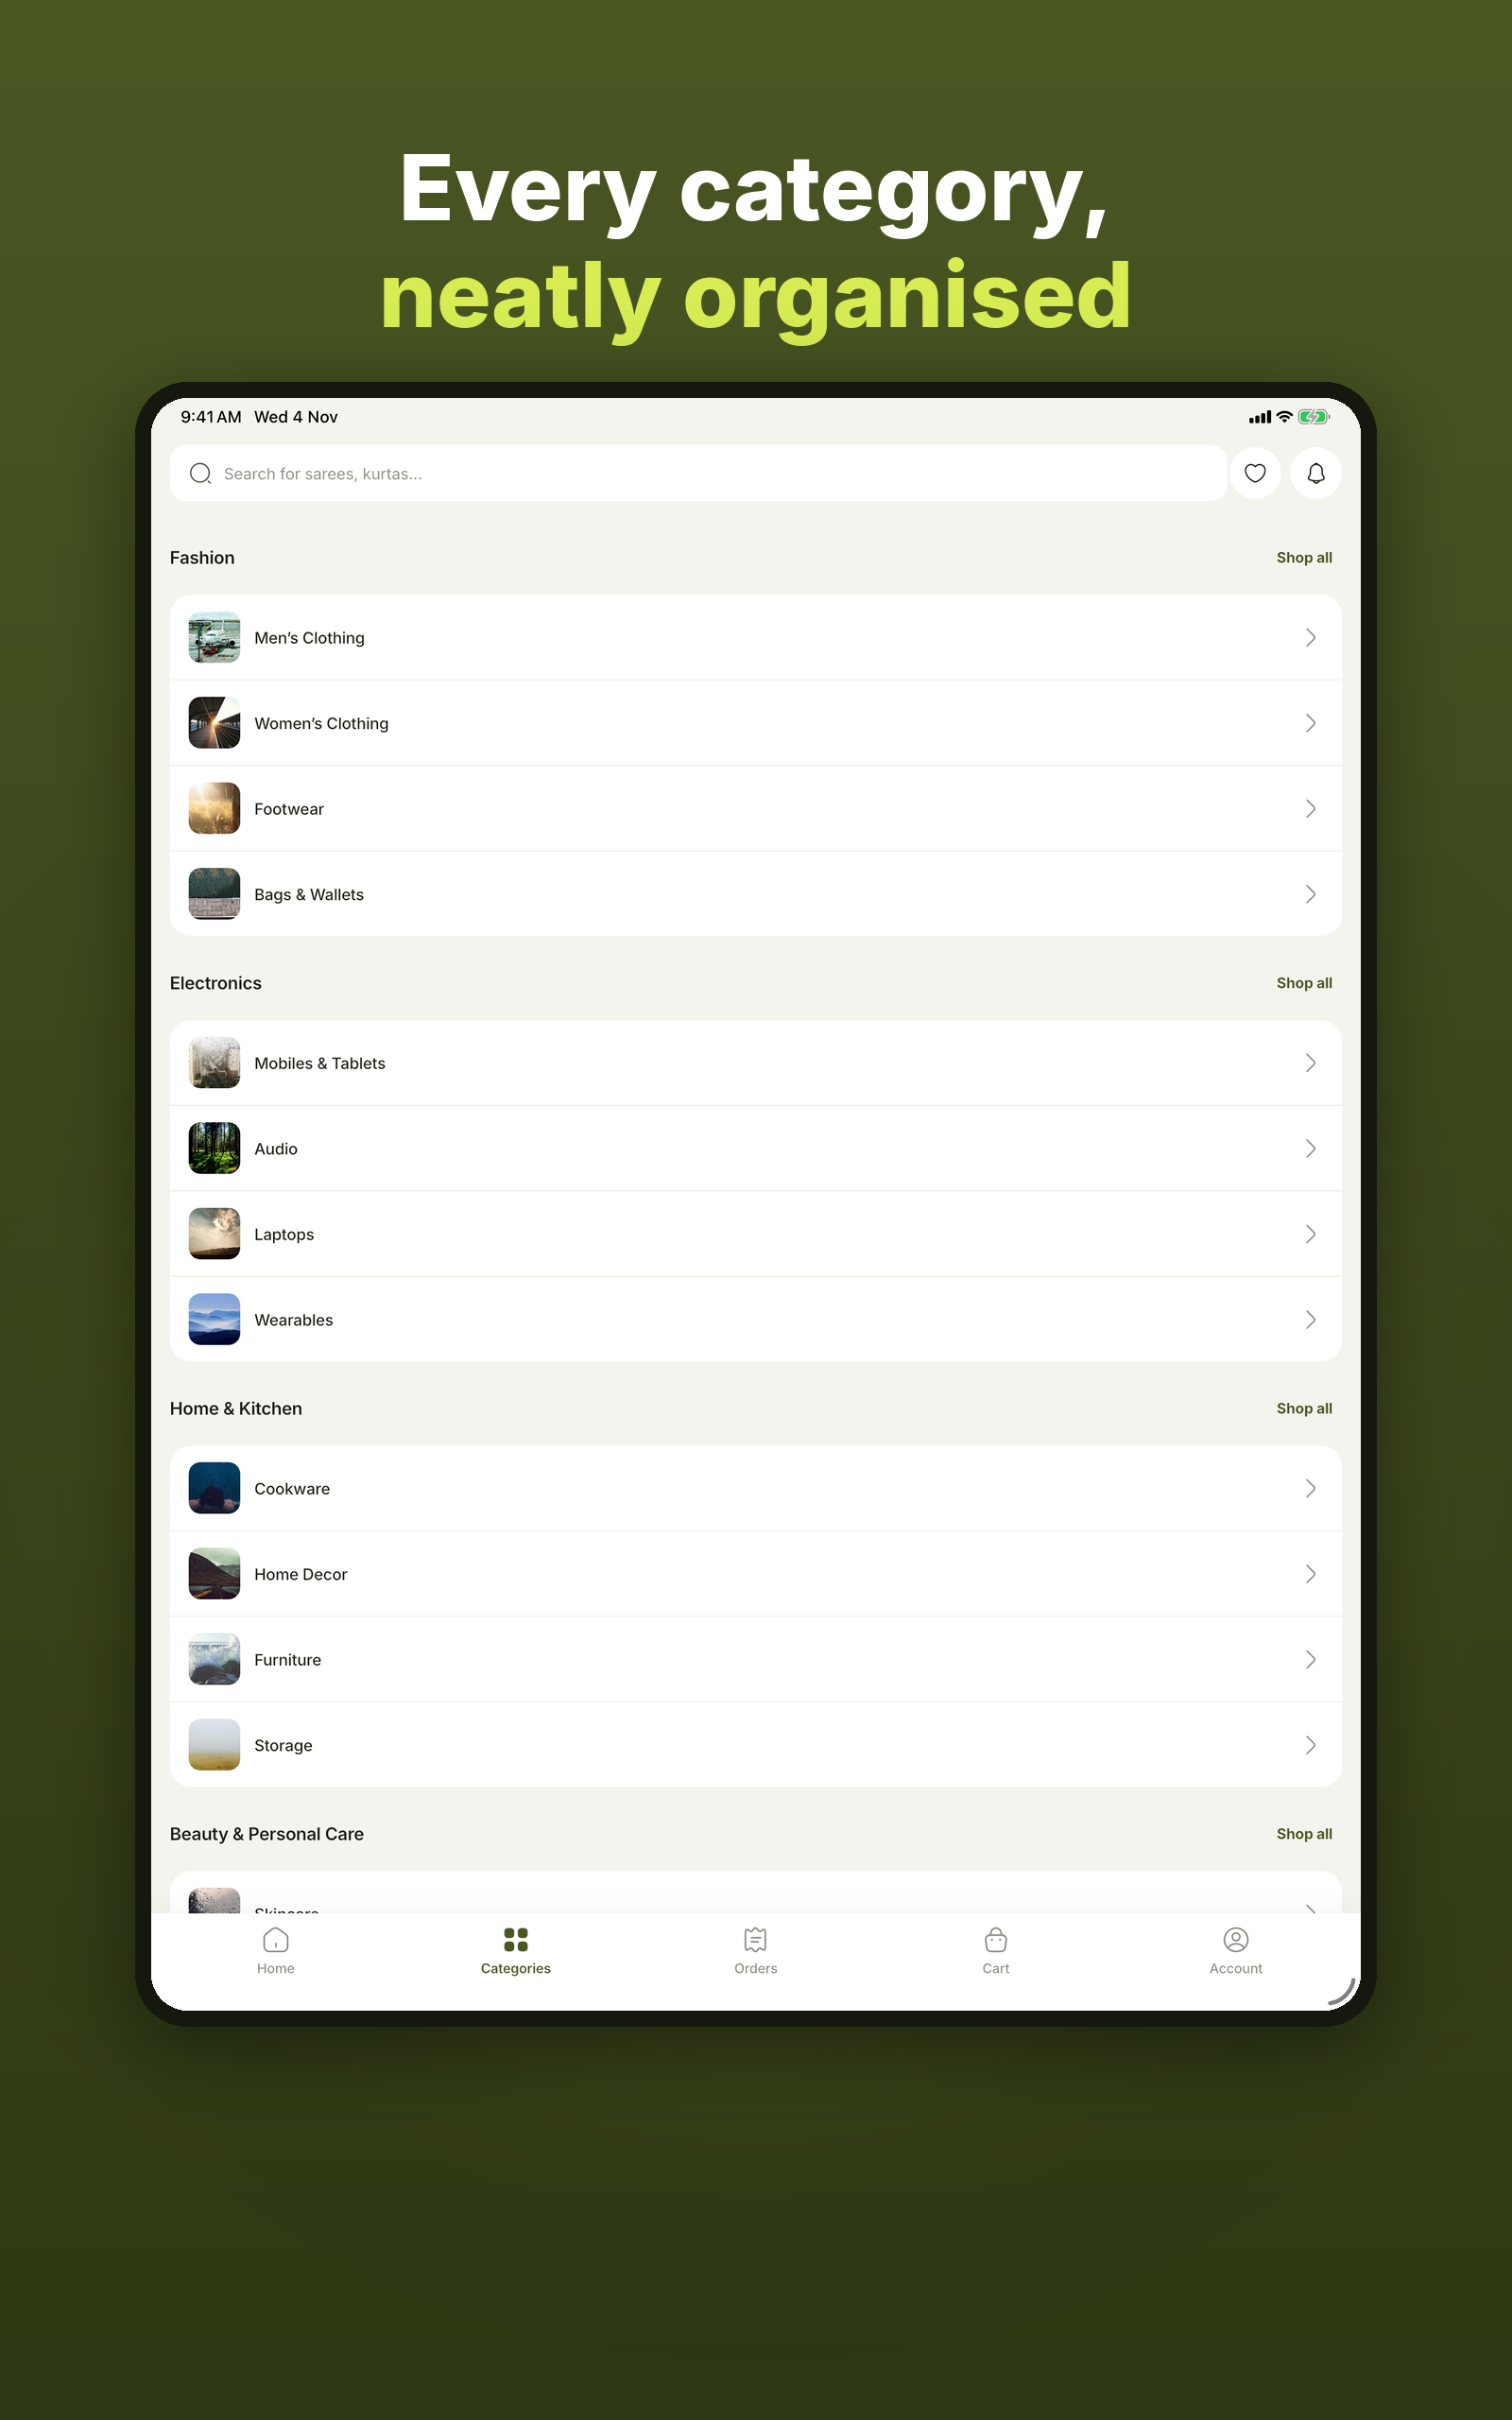 Every category,
neatly organised
9:41 AM Wed 4 Nov
Search for sarees, kurtas...
Fashion Shop all
Men’s Clothing
Women’s Clothing
Footwear
Bags & Wallets
Electronics Shop all
Mobiles & Tablets
Audio
Laptops
Wearables
Home & Kitchen Shop all
Cookware
Home Decor
Furniture
Storage
Beauty & Personal Care Shop all
Skincare
Home Categories Orders Cart Account